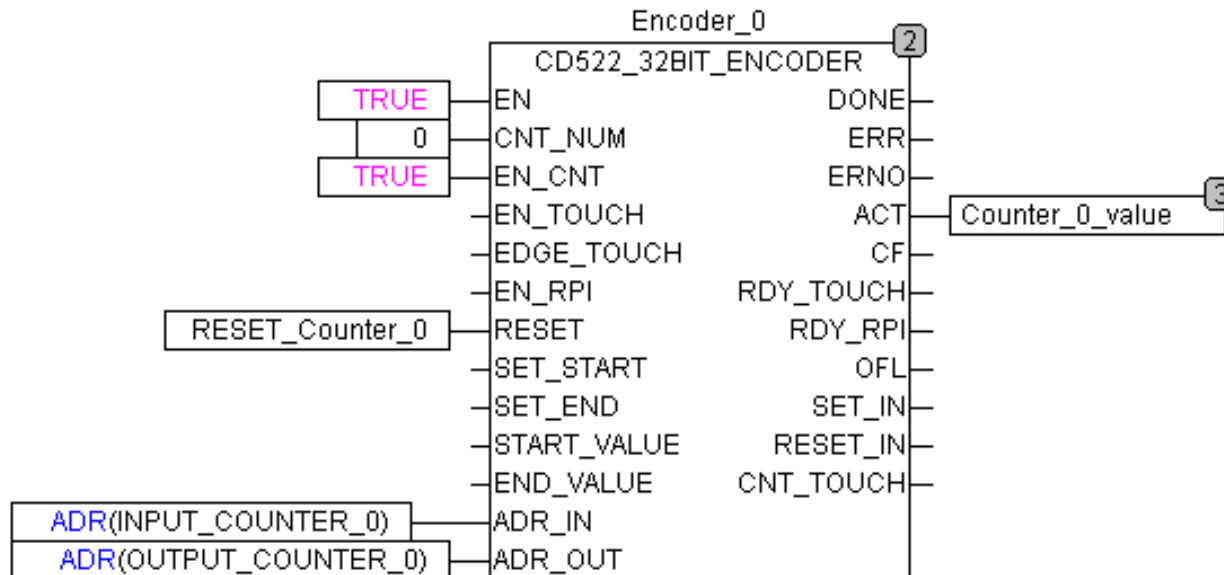 Encoder_0
2
CD522_32BIT_ENCODER
TRUE EN DONE
0 CNT_NUM ERR
TRUE EN_CNT ERNO
3
EN_TOUCH ACT Counter_0_value
EDGE_TOUCH CF
EN_RPI RDY_TOUCH
RESET_Counter_0 RESET RDY_RPI
SET_START OFL
SET_END SET_IN
START_VALUE RESET_IN
END_VALUE CNT_TOUCH
ADR(INPUT_COUNTER_0) ADR_IN
ADR(OUTPUT_COUNTER_0) ADR_OUT